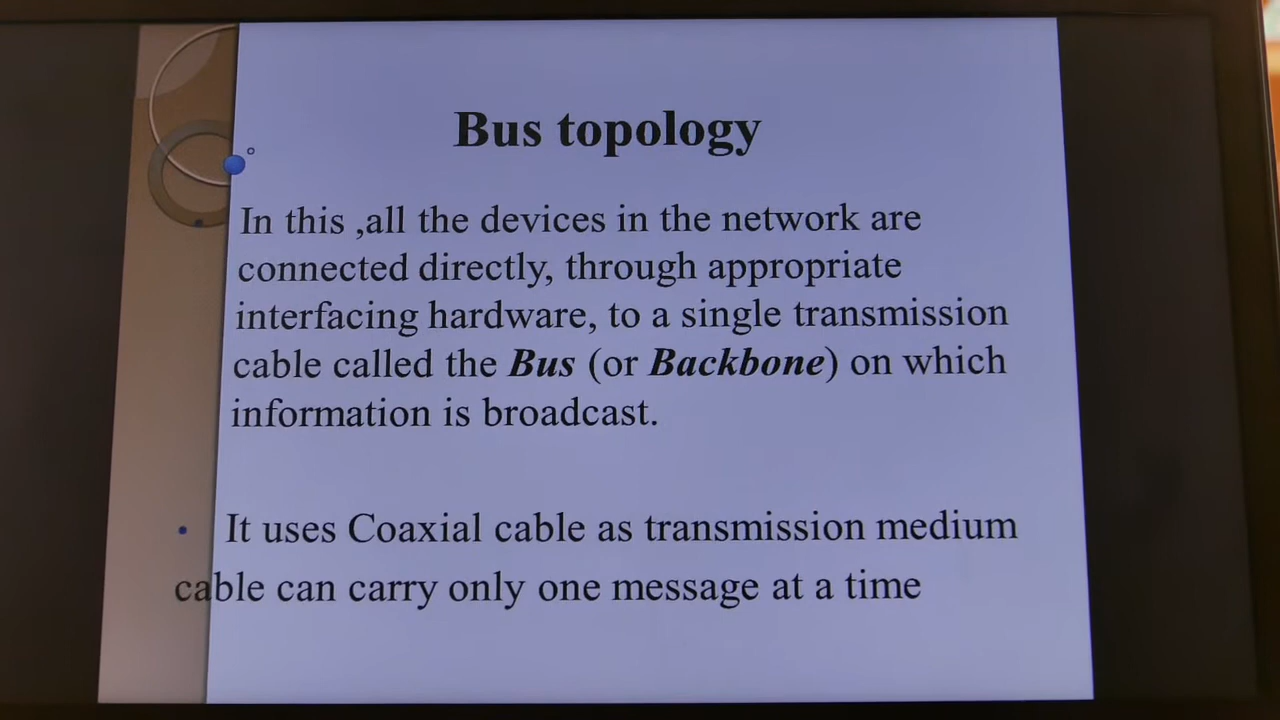 Bus topology
In this ,all the devices in the network are
connected directly, through appropriate
interfacing hardware, to a single transmission
cable called the Bus (or Backbone) on which
information is broadcast.
• It uses Coaxial cable as transmission medium
cable can carry only one message at a time